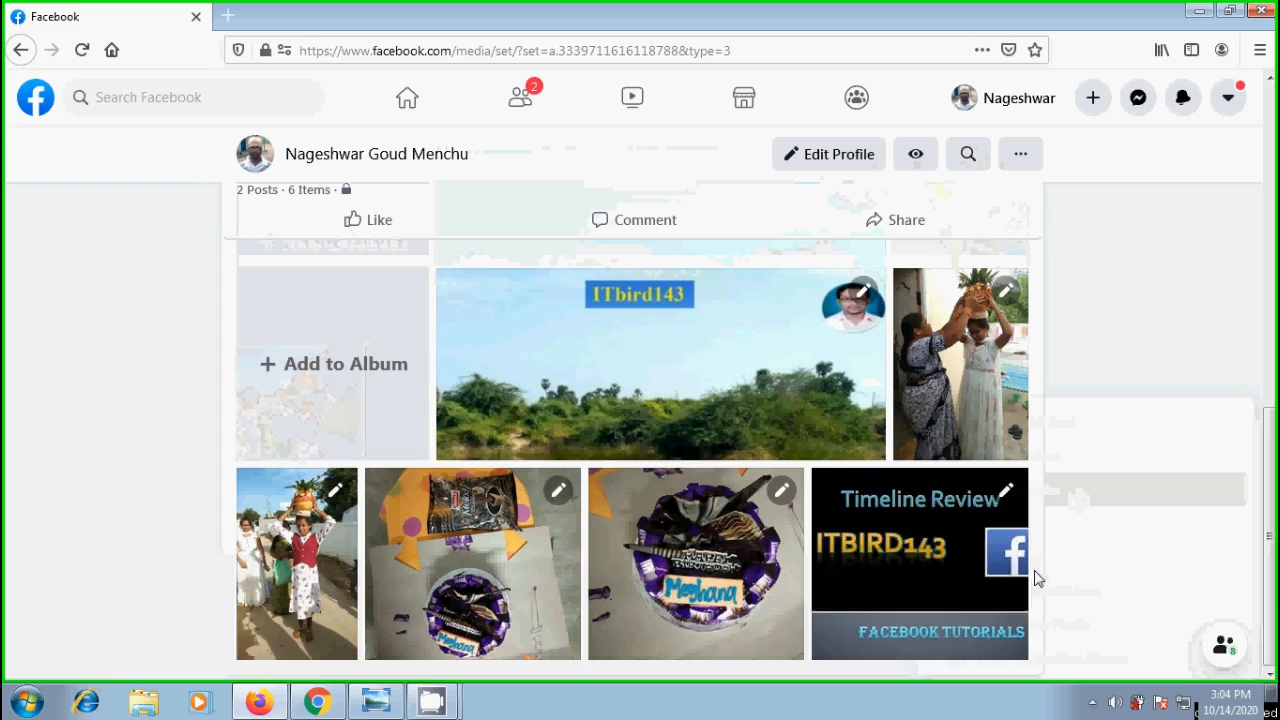 Facebook
https://www.facebook.com/media/set/?set=a.3339711616118788&type=3
Search Facebook
2
Nageshwar
Nageshwar Goud Menchu
Edit Profile
2 Posts · 6 Items ·
Like
Comment
Share
ITbird143
+ Add to Album
Meghana
Meghana
Timeline Review
ITBIRD143
FACEBOOK TUTORIALS
8
3:04 PM
10/14/2020